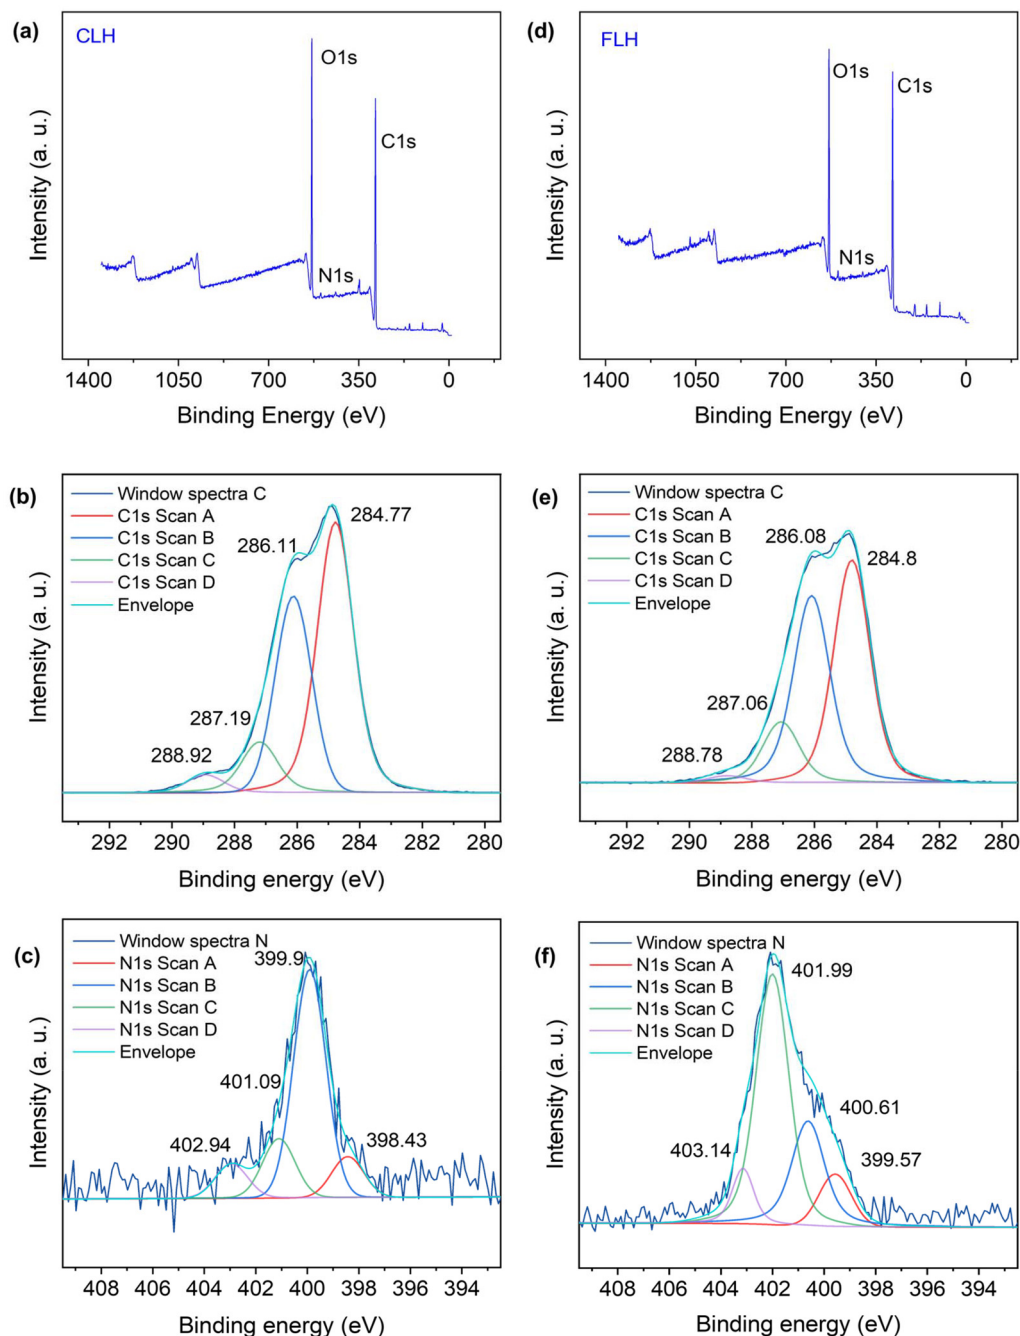 (a)
CLH
O1s
C1s
N1s
Intensity (a. u.)
1400 1050 700 350 0
Binding Energy (eV)
(d)
FLH
O1s
C1s
N1s
Intensity (a. u.)
1400 1050 700 350 0
Binding Energy (eV)
(b)
Window spectra C
C1s Scan A
C1s Scan B
C1s Scan C
C1s Scan D
Envelope
284.77
286.11
287.19
288.92
Intensity (a. u.)
292 290 288 286 284 282 280
Binding energy (eV)
(e)
Window spectra C
C1s Scan A
C1s Scan B
C1s Scan C
C1s Scan D
Envelope
286.08
284.8
287.06
288.78
Intensity (a. u.)
292 290 288 286 284 282 280
Binding energy (eV)
(c)
Window spectra N
N1s Scan A
N1s Scan B
N1s Scan C
N1s Scan D
Envelope
399.9
401.09
402.94
398.43
Intensity (a. u.)
408 406 404 402 400 398 396 394
Binding energy (eV)
(f)
Window spectra N
N1s Scan A
N1s Scan B
N1s Scan C
N1s Scan D
Envelope
401.99
400.61
403.14
399.57
Intensity (a. u.)
408 406 404 402 400 398 396 394
Binding energy (eV)